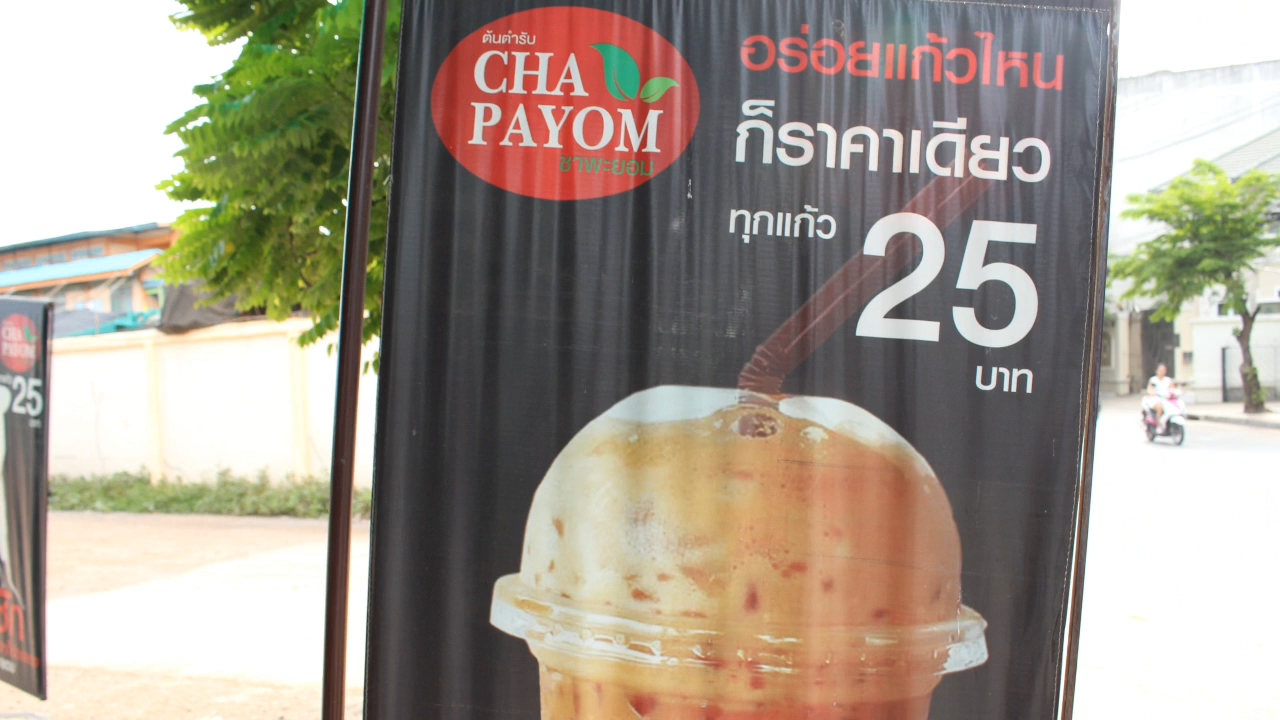 ต้นตำรับ
CHA
PAYOM
ชาพะยอม
อร่อยแก้วไหน
ก็ราคาเดียว
ทุกแก้ว 25
บาท
CHA
PAYOM
25